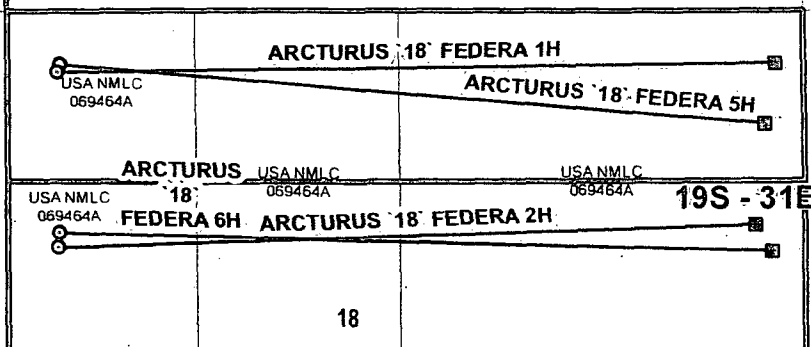 ARCTURUS `18` FEDERA 1H
USA NMLC
069464A
ARCTURUS `18` FEDERA 5H
ARCTURUS
18`
FEDERA 6H
USA NMLC
069464A
USA NMLC
069464A
USA NMLC
069464A
19S - 31E
ARCTURUS `18` FEDERA 2H
18